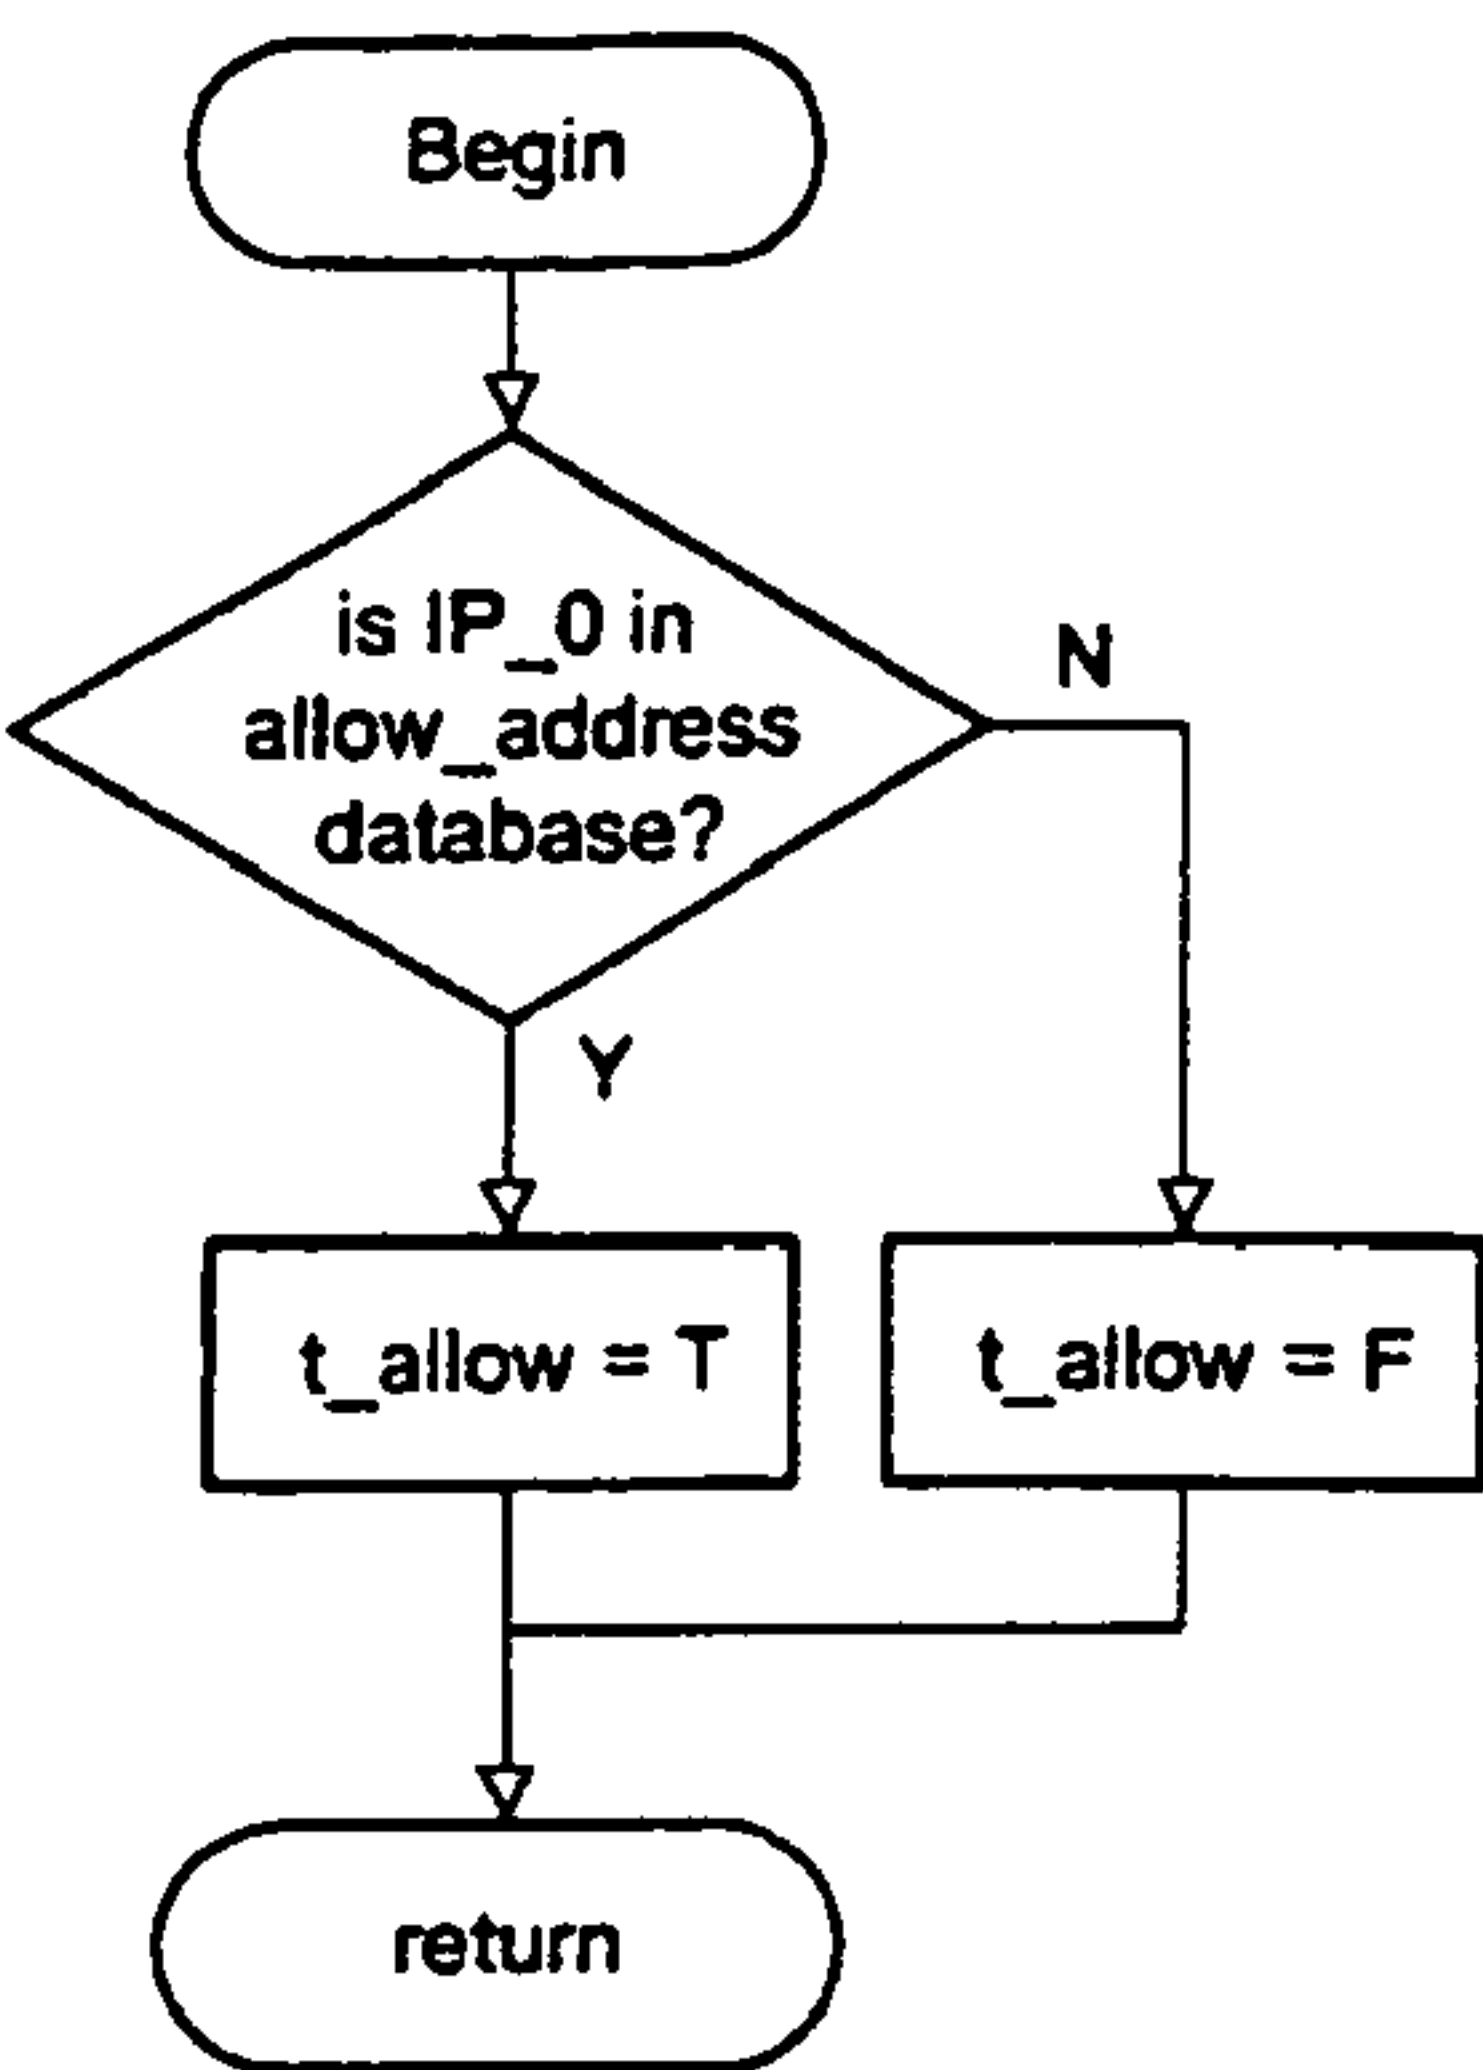 Begin
is IP_0 in
allow_address
database?
N
Y
t_allow = T
t_allow = F
return